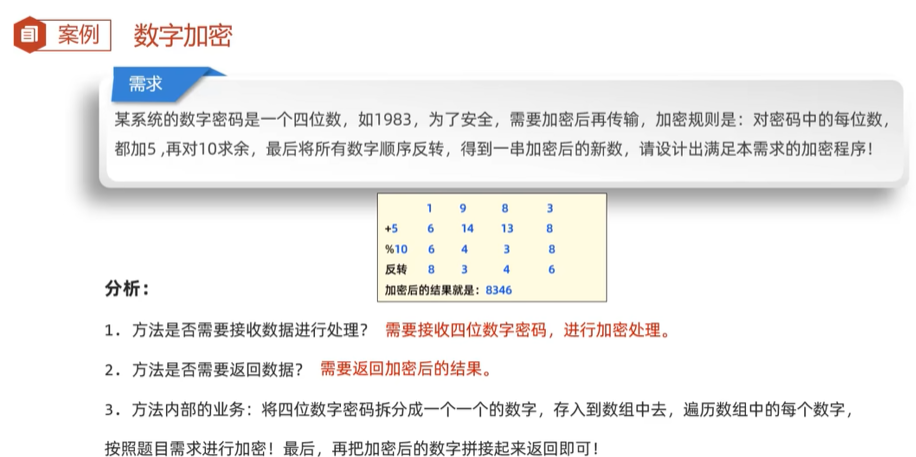 案例 数字加密
需求
某系统的数字密码是一个四位数，如1983，为了安全，需要加密后再传输，加密规则是：对密码中的每位数，
都加5 ,再对10求余，最后将所有数字顺序反转，得到一串加密后的新数，请设计出满足本需求的加密程序！
1 9 8 3
+5 6 14 13 8
%10 6 4 3 8
反转 8 3 4 6
加密后的结果就是：8346
分析：
1．方法是否需要接收数据进行处理？ 需要接收四位数字密码，进行加密处理。
2．方法是否需要返回数据？ 需要返回加密后的结果。
3．方法内部的业务：将四位数字密码拆分成一个一个的数字，存入到数组中去，遍历数组中的每个数字，
按照题目需求进行加密！最后，再把加密后的数字拼接起来返回即可！